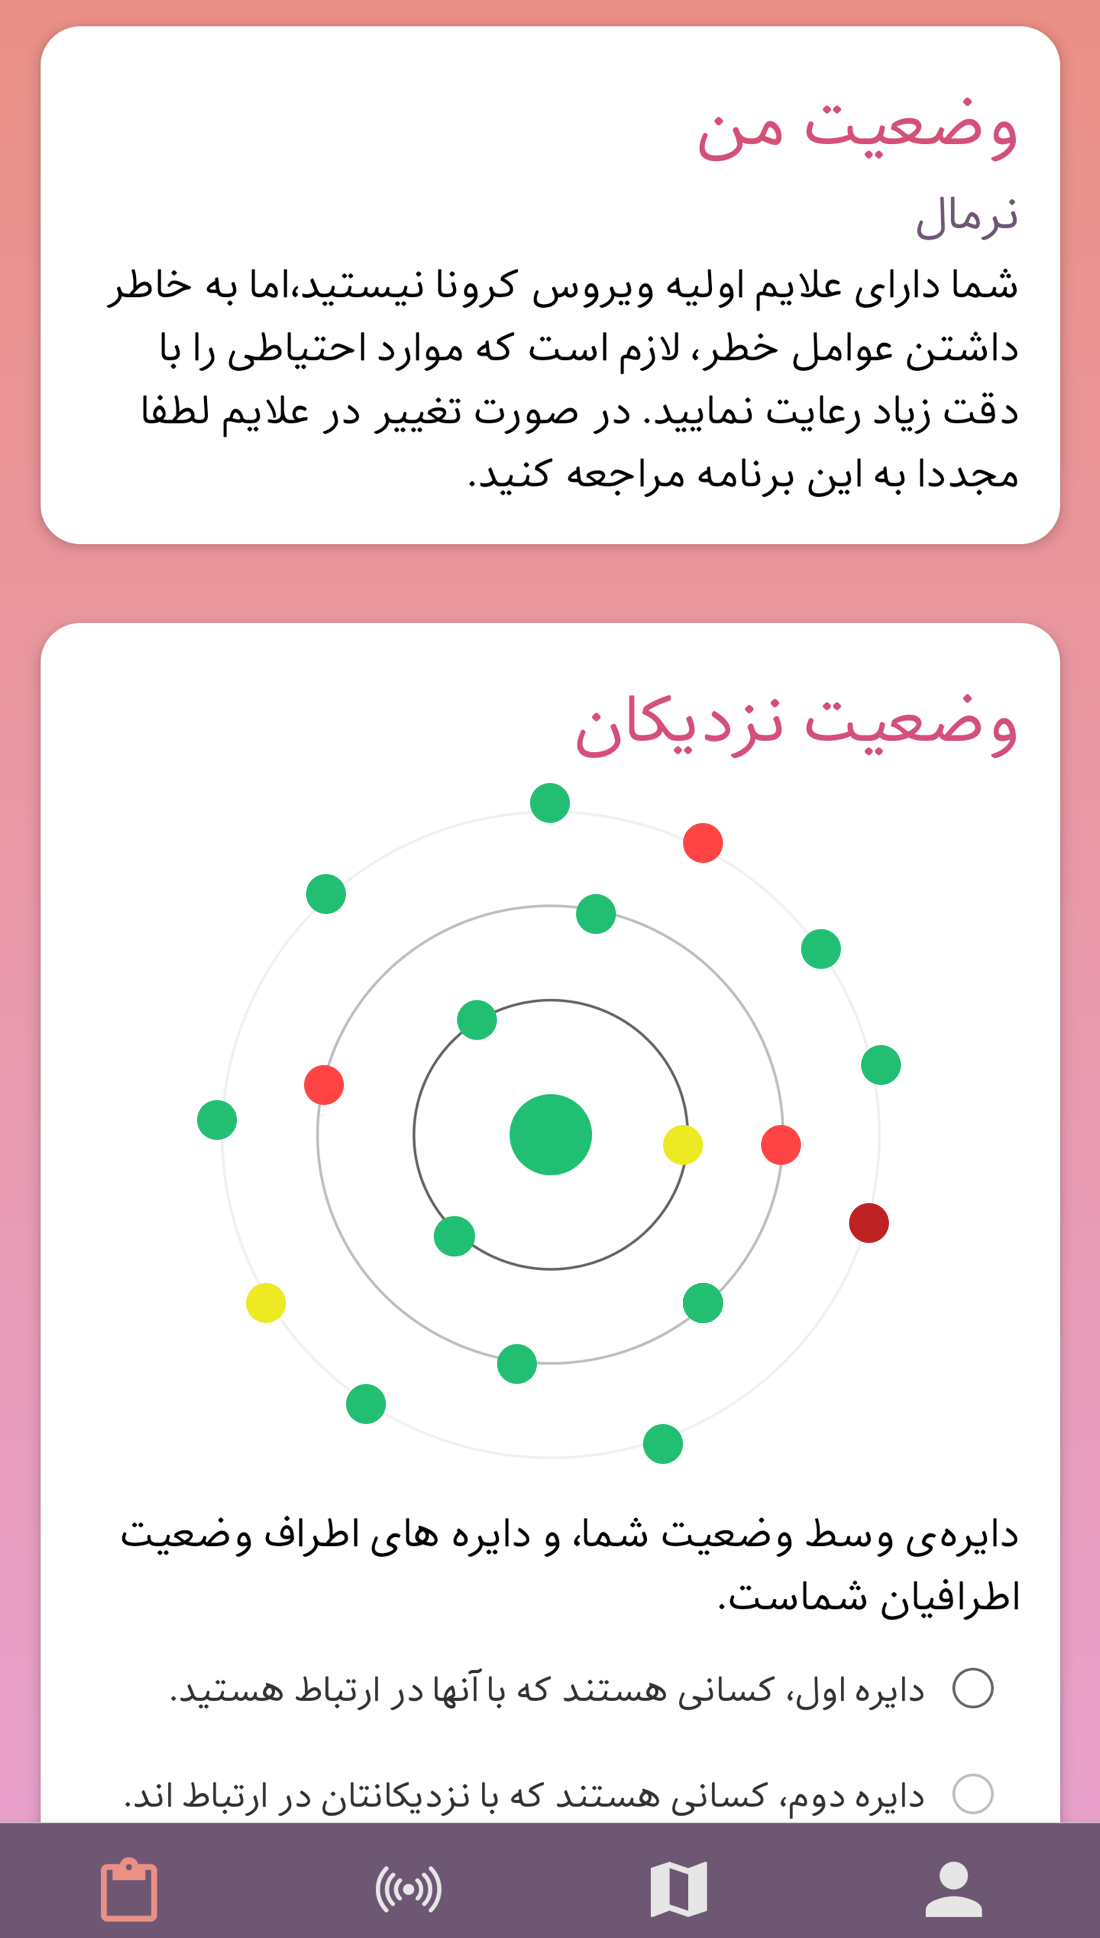 وضعیت من
نرمال
شما دارای علایم اولیه ویروس کرونا نیستید،اما به خاطر
داشتن عوامل خطر، لازم است که موارد احتیاطی را با
دقت زیاد رعایت نمایید. در صورت تغییر در علایم لطفا
مجددا به این برنامه مراجعه کنید.
وضعیت نزدیکان
دایره‌ی وسط وضعیت شما، و دایره های اطراف وضعیت
اطرافیان شماست.
دایره اول، کسانی هستند که با آنها در ارتباط هستید.
دایره دوم، کسانی هستند که با نزدیکانتان در ارتباط اند.